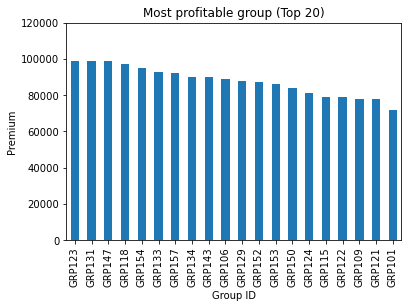 Most profitable group (Top 20)
120000
100000
80000
60000
40000
20000
0
Premium
GRP123
GRP131
GRP147
GRP118
GRP154
GRP133
GRP157
GRP134
GRP143
GRP106
GRP129
GRP152
GRP153
GRP150
GRP124
GRP115
GRP122
GRP109
GRP121
GRP101
Group ID